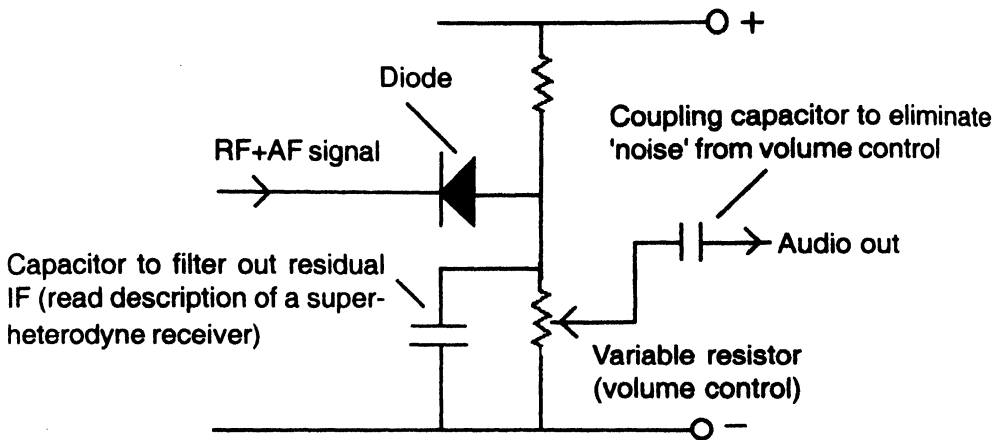 +
Diode
Coupling capacitor to eliminate
'noise' from volume control
RF+AF signal
Audio out
Capacitor to filter out residual
IF (read description of a super-
heterodyne receiver)
Variable resistor
(volume control)
−